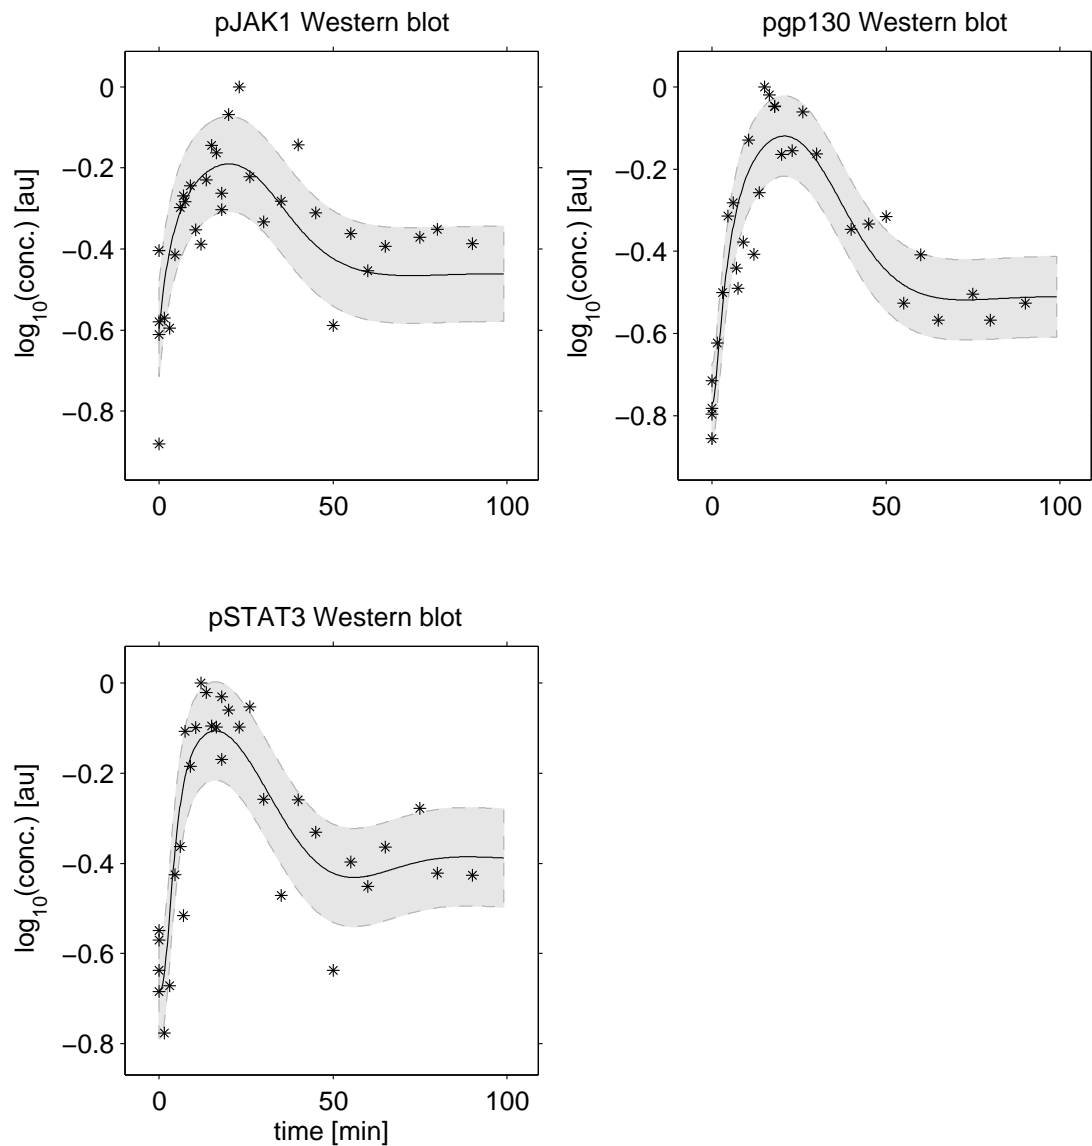 pJAK1 Western blot
log10(conc.) [au]
0
−0.2
−0.4
−0.6
−0.8
0 50 100
pgp130 Western blot
log10(conc.) [au]
0
−0.2
−0.4
−0.6
−0.8
0 50 100
pSTAT3 Western blot
log10(conc.) [au]
0
−0.2
−0.4
−0.6
−0.8
0 50 100
time [min]